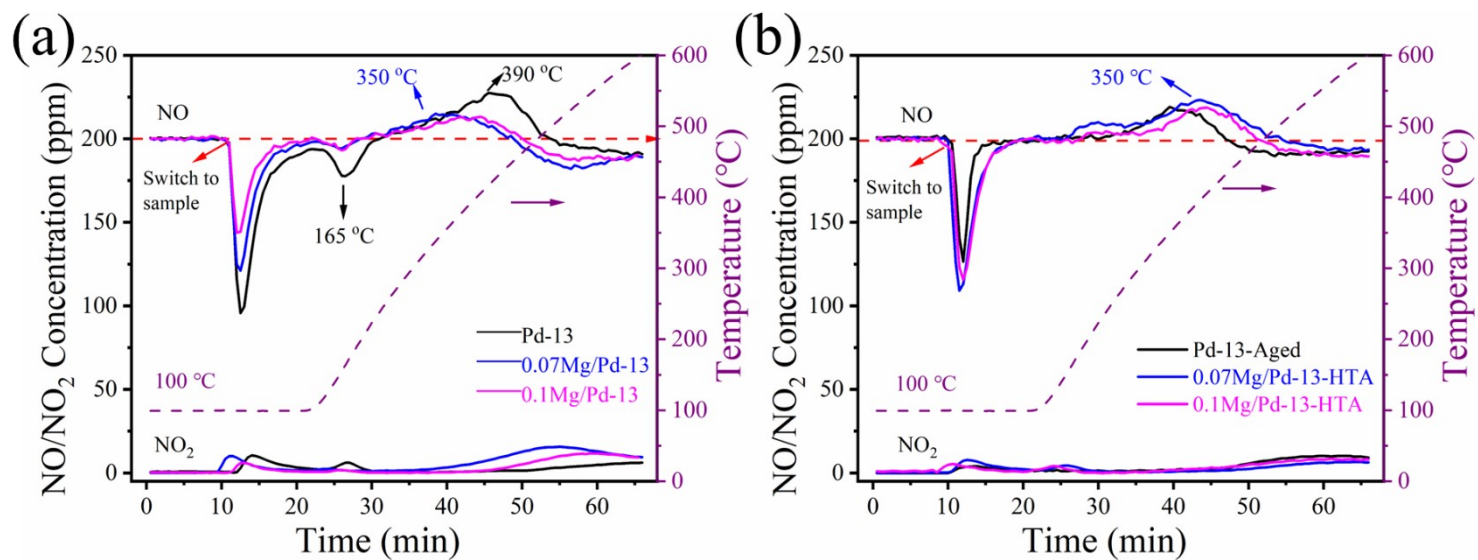 (a)
NO/NO₂ Concentration (ppm)
250
200
150
100
50
0
NO
Switch to
sample
350 °C
390 °C
165 °C
Pd-13
0.07Mg/Pd-13
0.1Mg/Pd-13
100 °C
NO₂
0 10 20 30 40 50 60
Time (min)
600
500
400
300
200
100
0
Temperature (°C)
(b)
NO/NO₂ Concentration (ppm)
250
200
150
100
50
0
NO
Switch to
sample
350 °C
Pd-13-Aged
0.07Mg/Pd-13-HTA
0.1Mg/Pd-13-HTA
100 °C
NO₂
0 10 20 30 40 50 60
Time (min)
600
500
400
300
200
100
0
Temperature (°C)